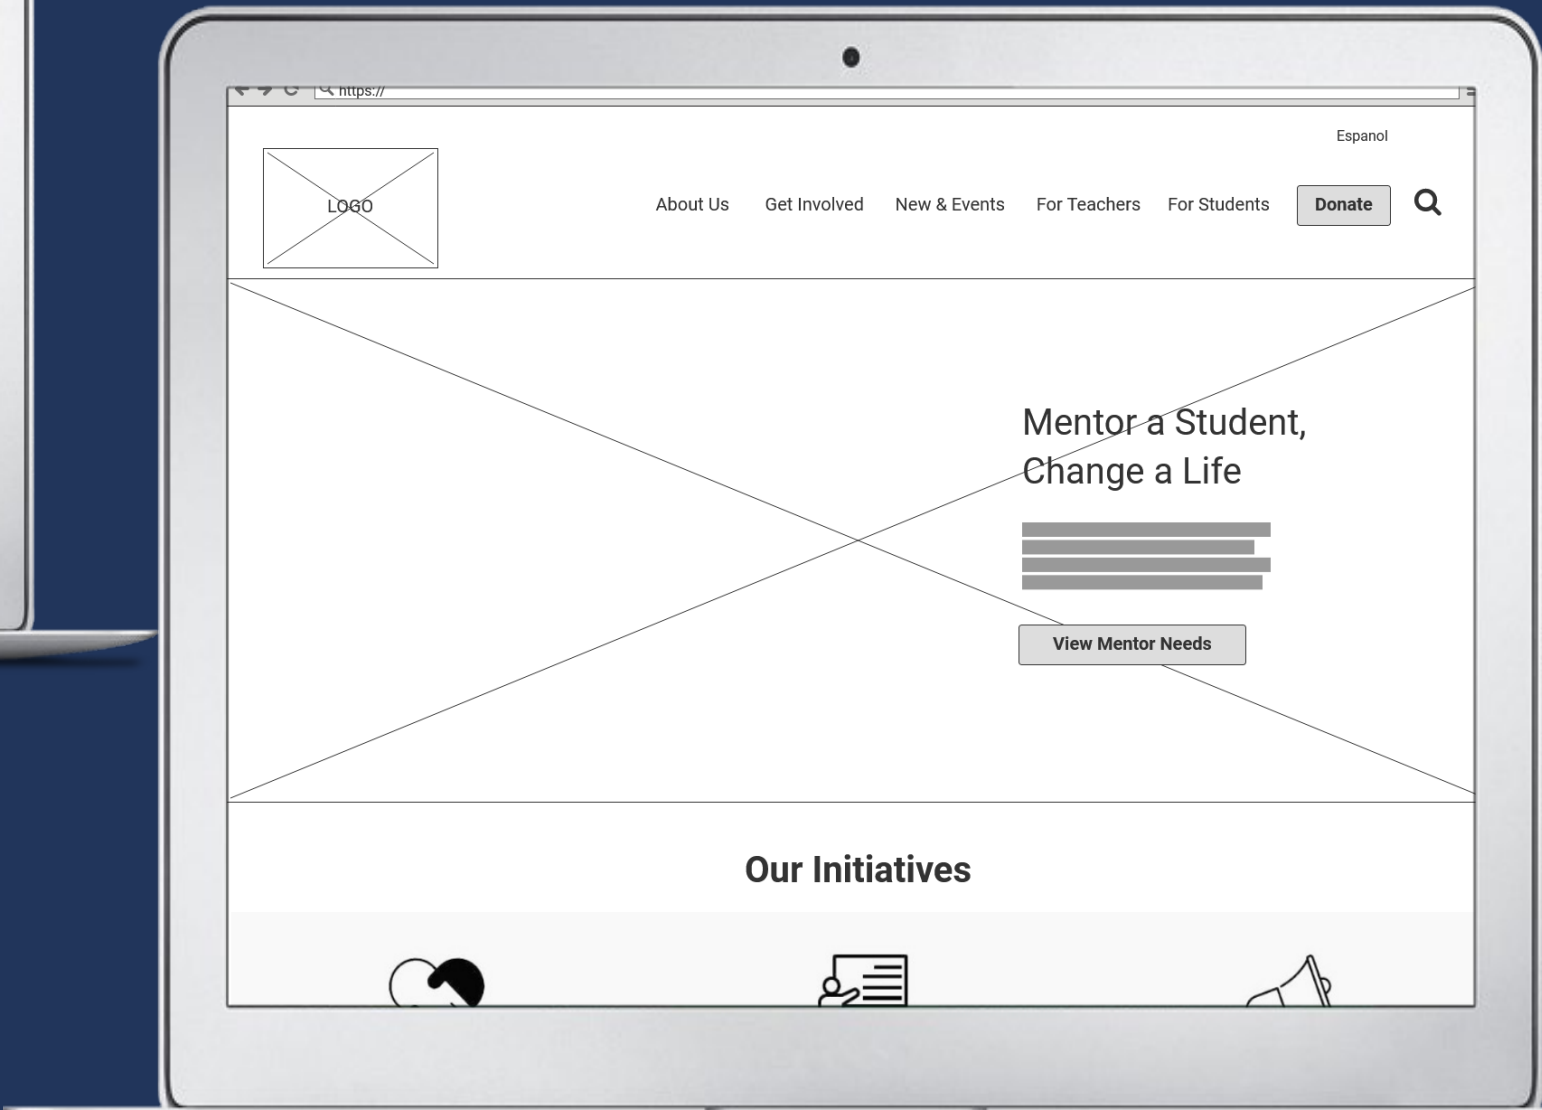 https://
Espanol
LOGO
About Us Get Involved New & Events For Teachers For Students Donate
Mentor a Student,
Change a Life
View Mentor Needs
Our Initiatives